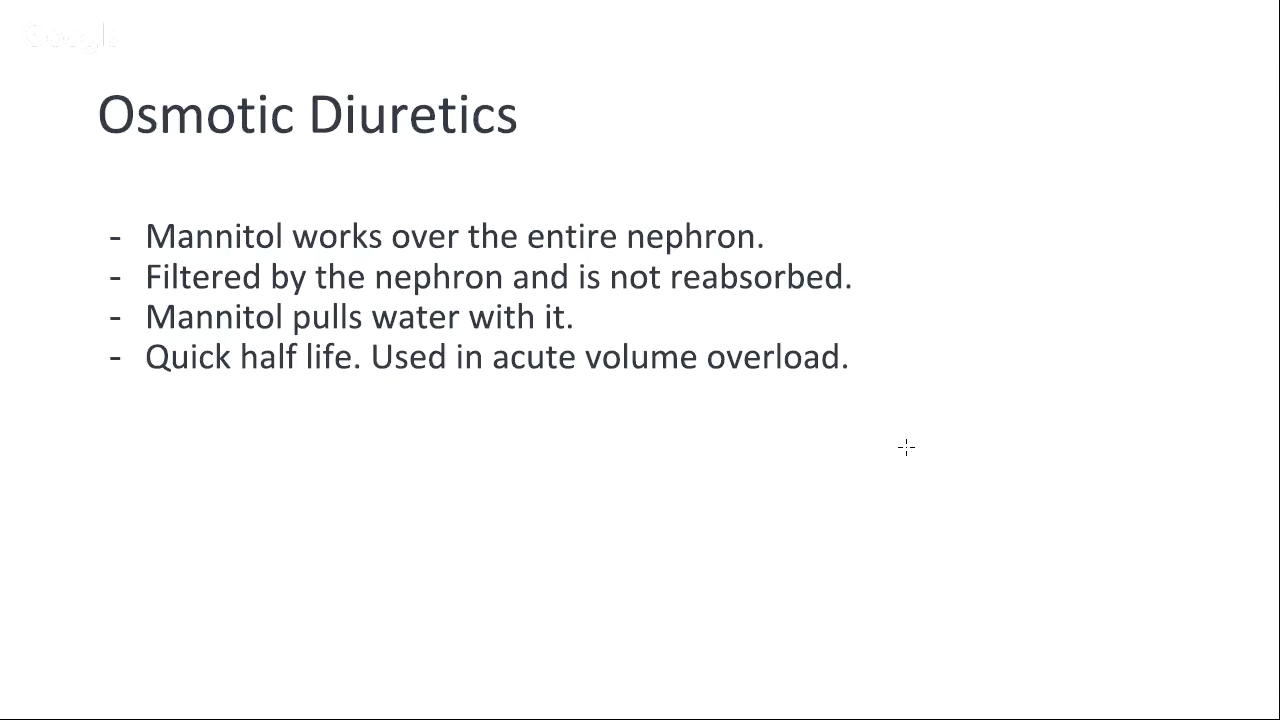 Osmotic Diuretics
- Mannitol works over the entire nephron.
- Filtered by the nephron and is not reabsorbed.
- Mannitol pulls water with it.
- Quick half life. Used in acute volume overload.